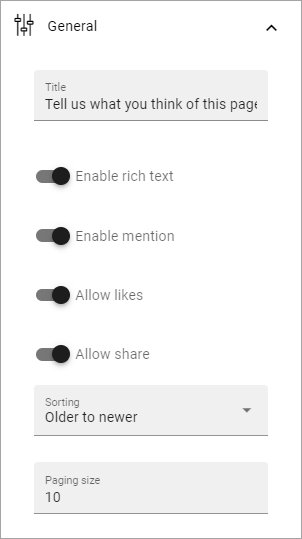 General
Title
Tell us what you think of this page
Enable rich text
Enable mention
Allow likes
Allow share
Sorting
Older to newer
Paging size
10